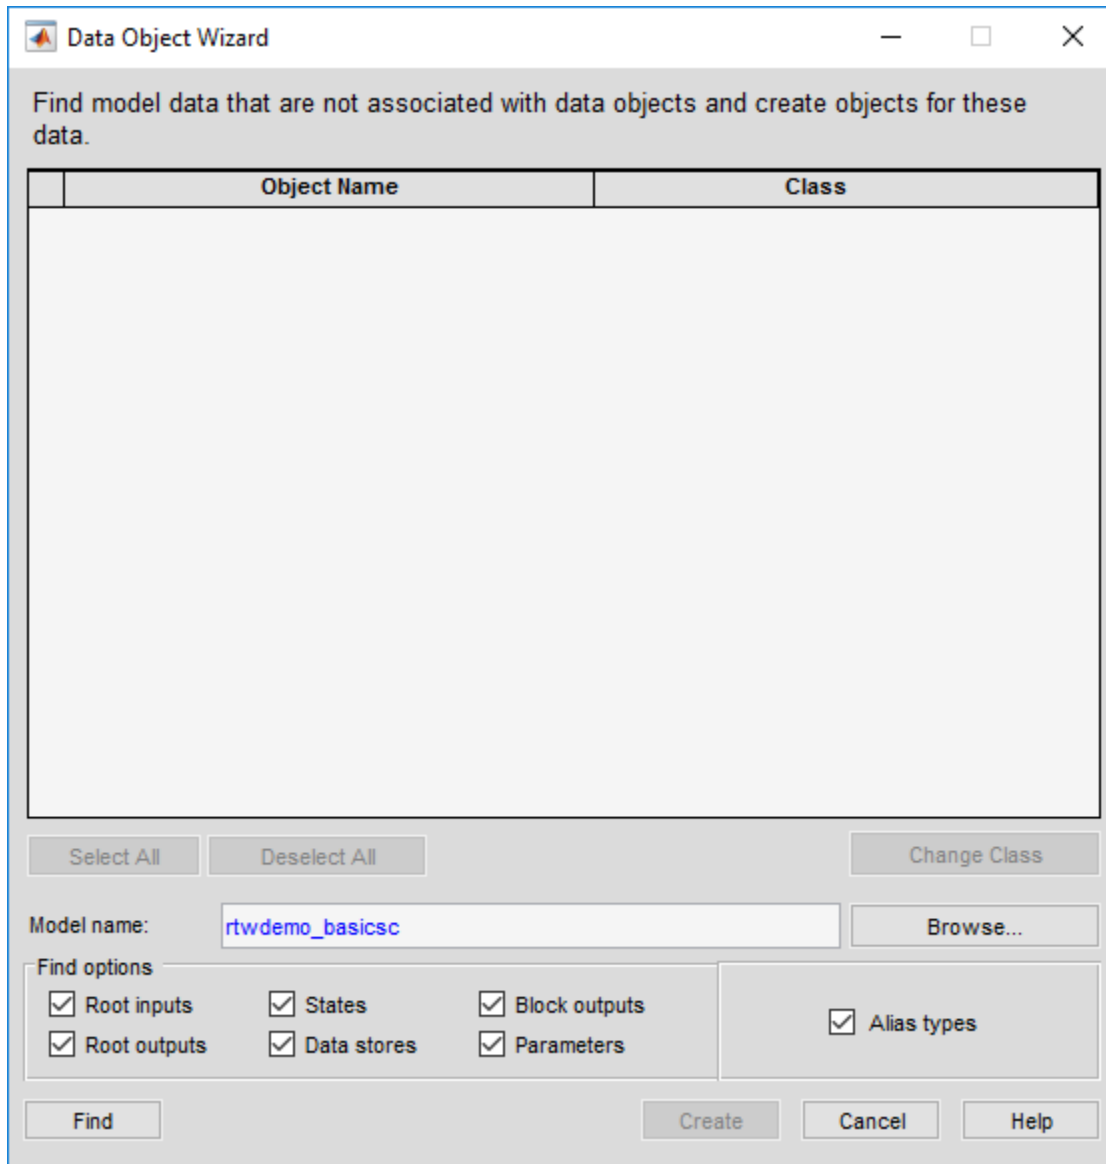 Data Object Wizard
Find model data that are not associated with data objects and create objects for these
data.
Object Name Class
Select All Deselect All Change Class
Model name: rtwdemo_basicsc Browse...
Find options
Root inputs States Block outputs
Alias types
Root outputs Data stores Parameters
Find Create Cancel Help